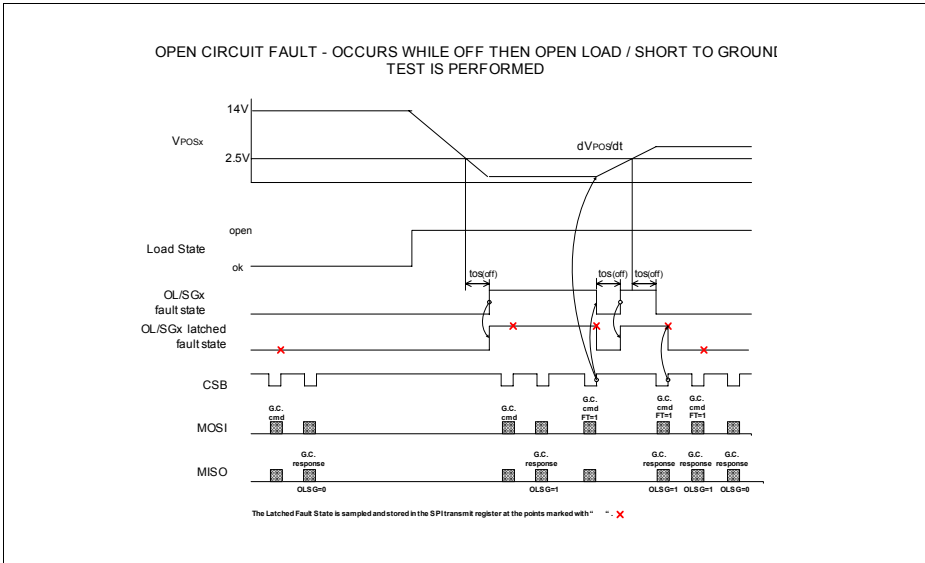 OPEN CIRCUIT FAULT - OCCURS WHILE OFF THEN OPEN LOAD / SHORT TO GROUND
TEST IS PERFORMED
14V
VPOSx
dVPOS/dt
2.5V
open
Load State
ok
tos(off) tos(off) tos(off)
OL/SGx
fault state
OL/SGx latched
fault state
CSB
G.C. cmd
G.C. cmd
G.C. cmd FT=1
G.C. cmd FT=1
G.C. cmd FT=1
MOSI
G.C. response
G.C. response
G.C. response
G.C. response
G.C. response
MISO
OLSG=0 OLSG=1 OLSG=1 OLSG=1 OLSG=0
The Latched Fault State is sampled and stored in the SPI transmit register at the points marked with “ “ .